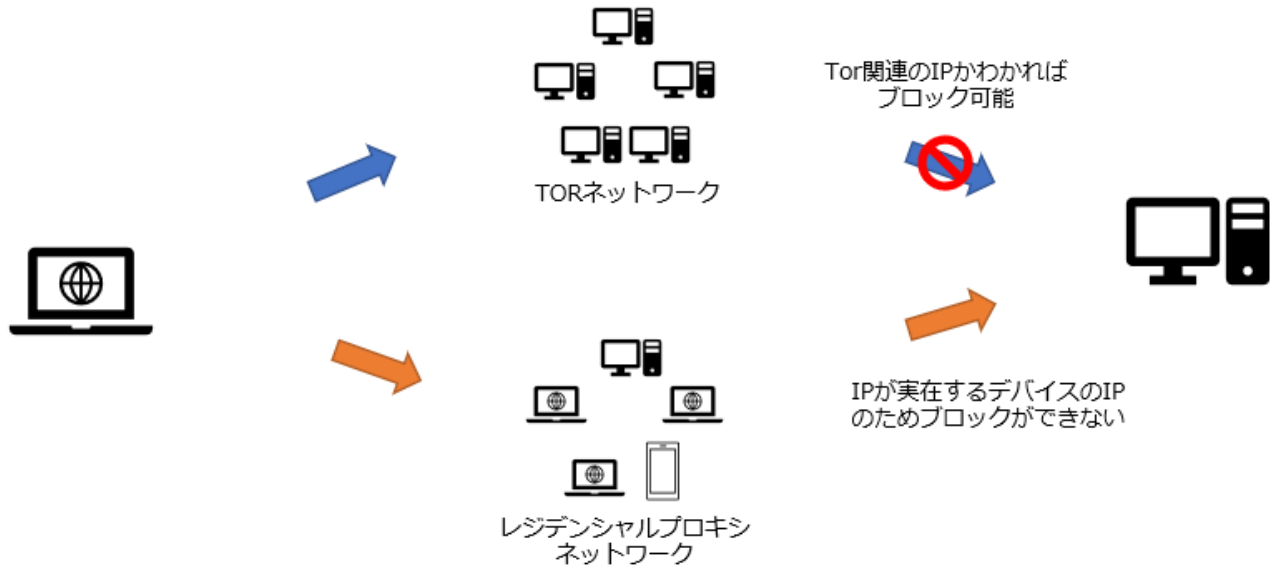 Tor関連のIPかわかれば
ブロック可能
TORネットワーク
IPが実在するデバイスのIP
のためブロックができない
レジデンシャルプロキシ
ネットワーク